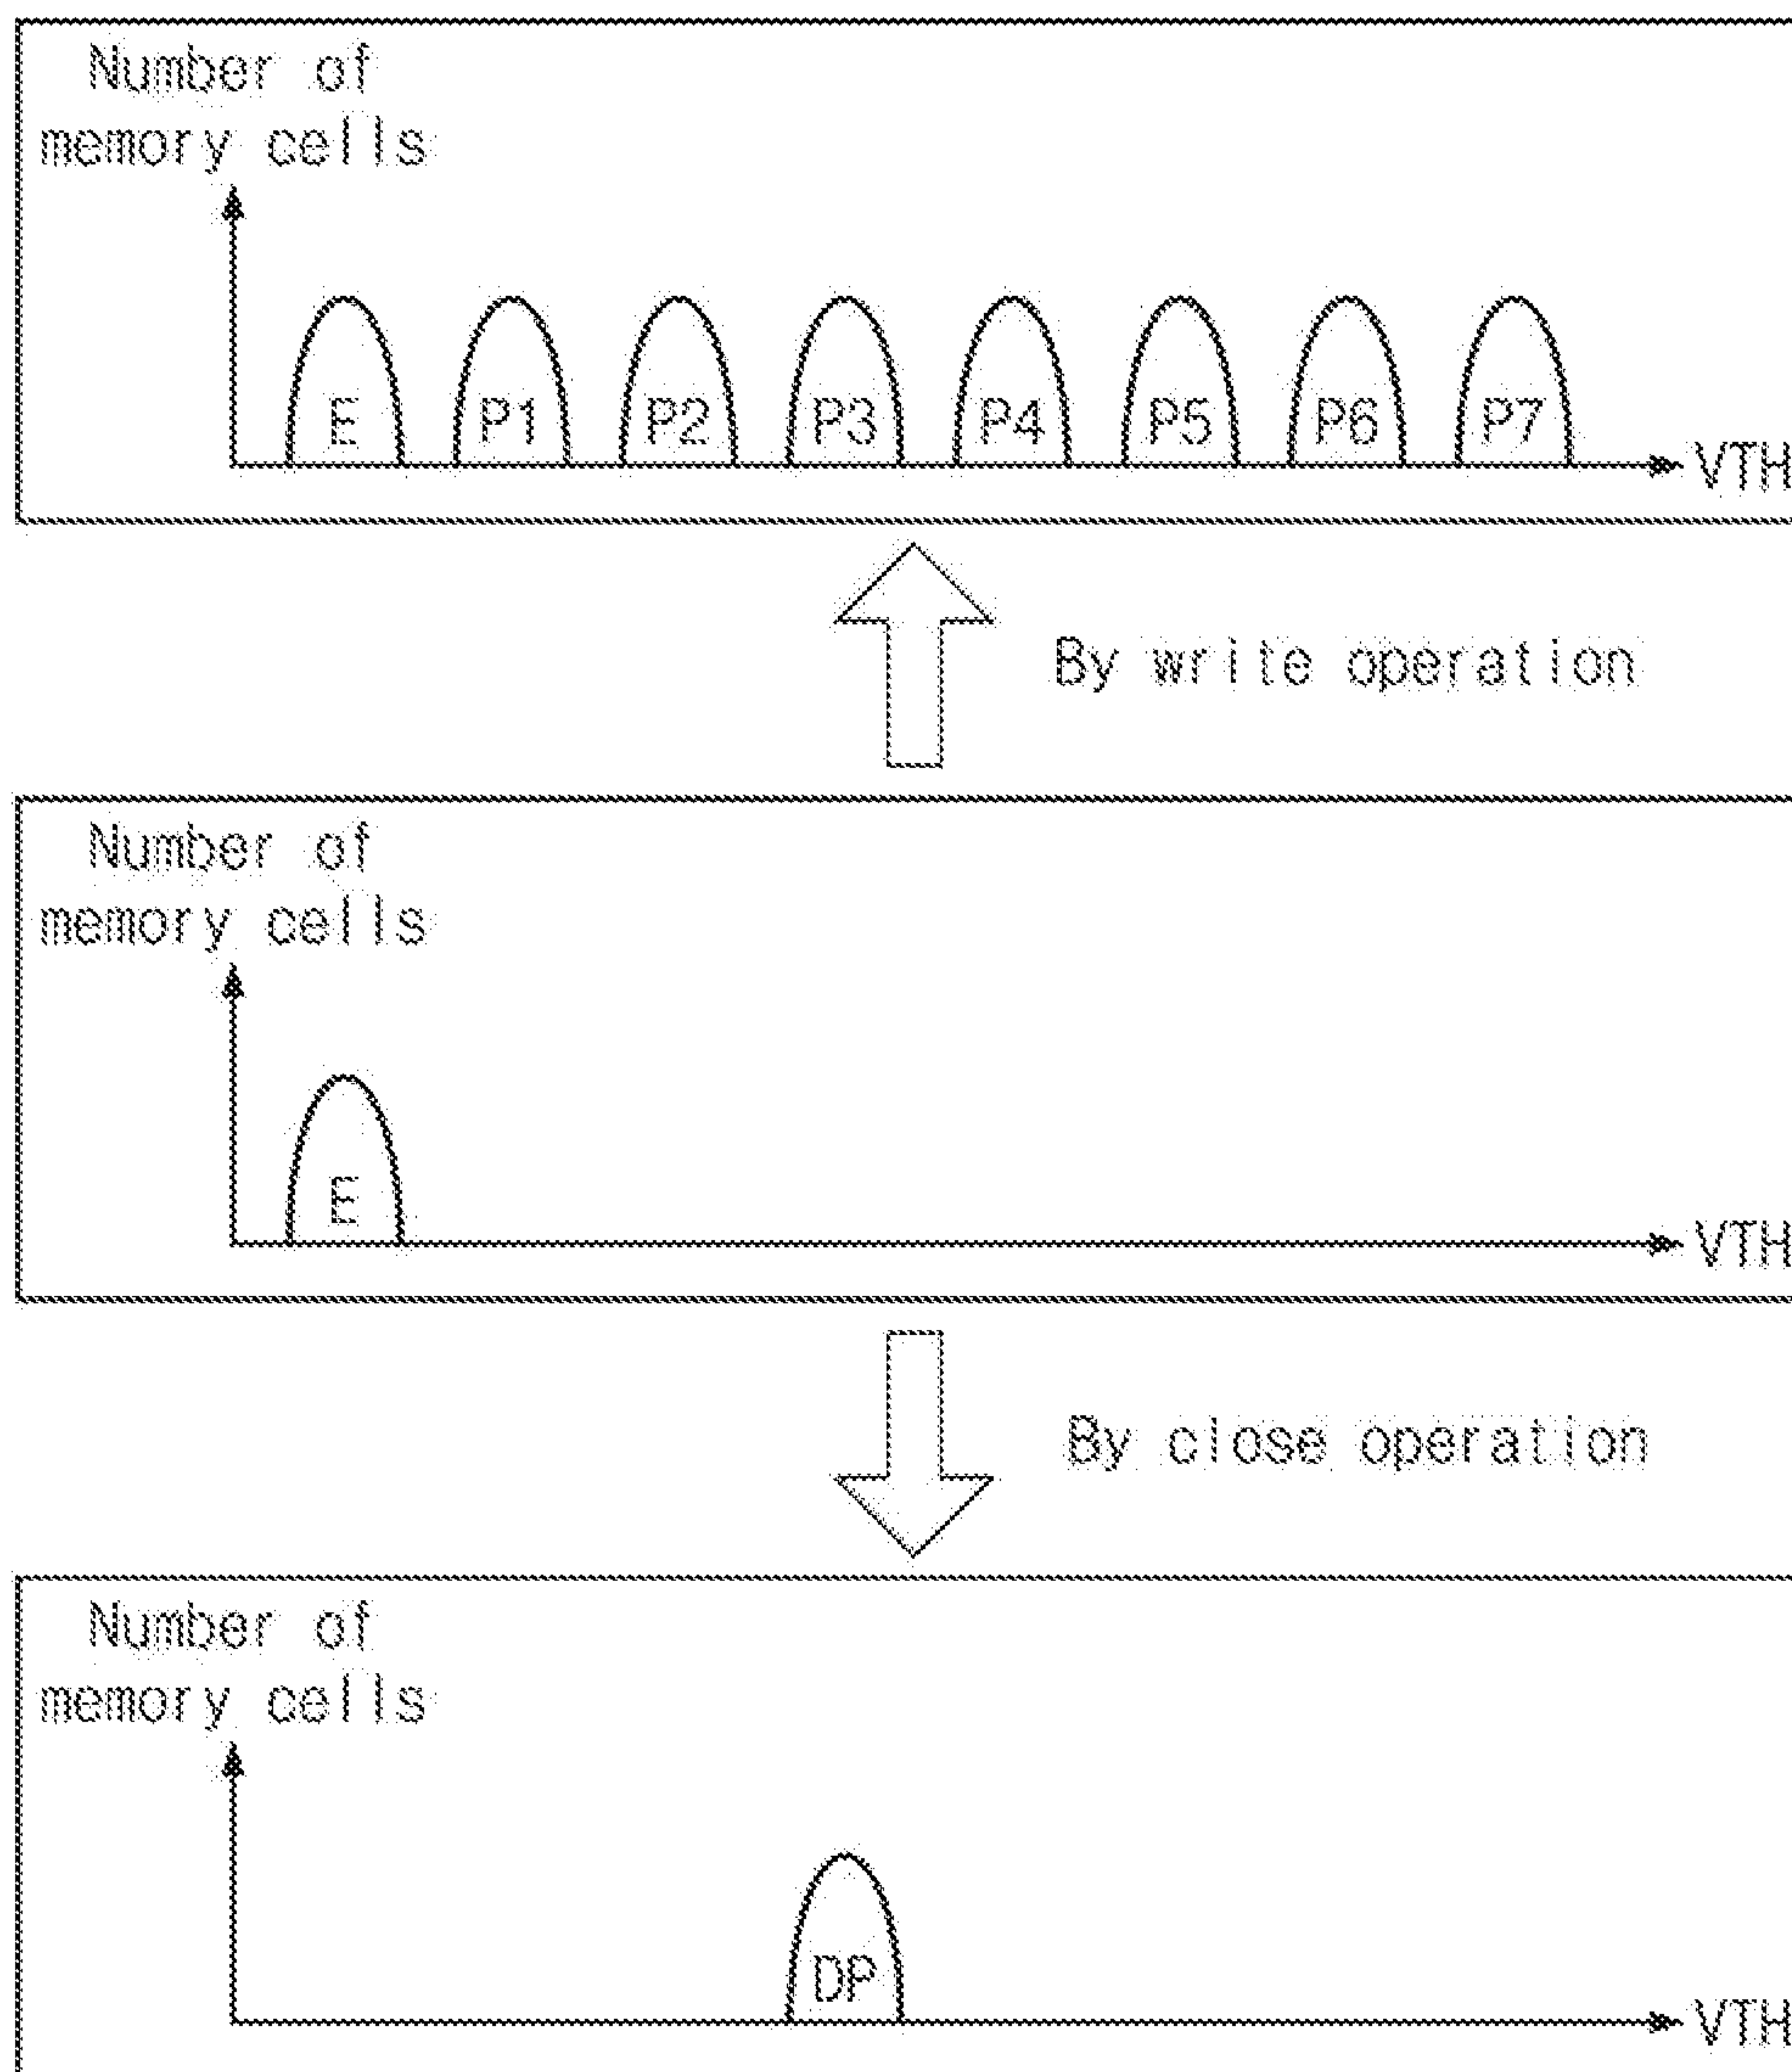 Number of
memory cells
E P1 P2 P3 P4 P5 P6 P7
VTH
By write operation
Number of
memory cells
E
VTH
By close operation
Number of
memory cells
DP
VTH